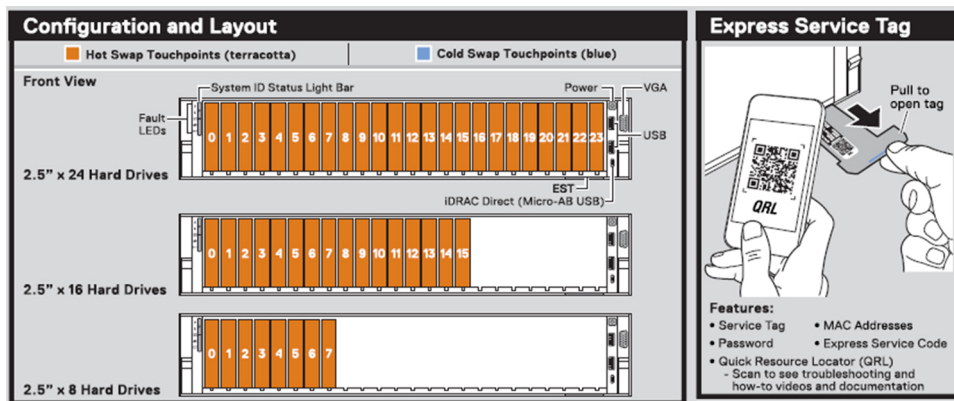 Configuration and Layout
Hot Swap Touchpoints (terracotta)
Cold Swap Touchpoints (blue)
Front View
System ID Status Light Bar
Power
VGA
Fault
LEDs
USB
0 1 2 3 4 5 6 7 8 9 10 11 12 13 14 15 16 17 18 19 20 21 22 23
2.5" x 24 Hard Drives
EST
iDRAC Direct (Micro-AB USB)
0 1 2 3 4 5 6 7 8 9 10 11 12 13 14 15
2.5" x 16 Hard Drives
0 1 2 3 4 5 6 7
2.5" x 8 Hard Drives
Express Service Tag
Pull to
open tag
QRL
Features:
• Service Tag
• MAC Addresses
• Password
• Express Service Code
• Quick Resource Locator (QRL)
- Scan to see troubleshooting and
how-to videos and documentation